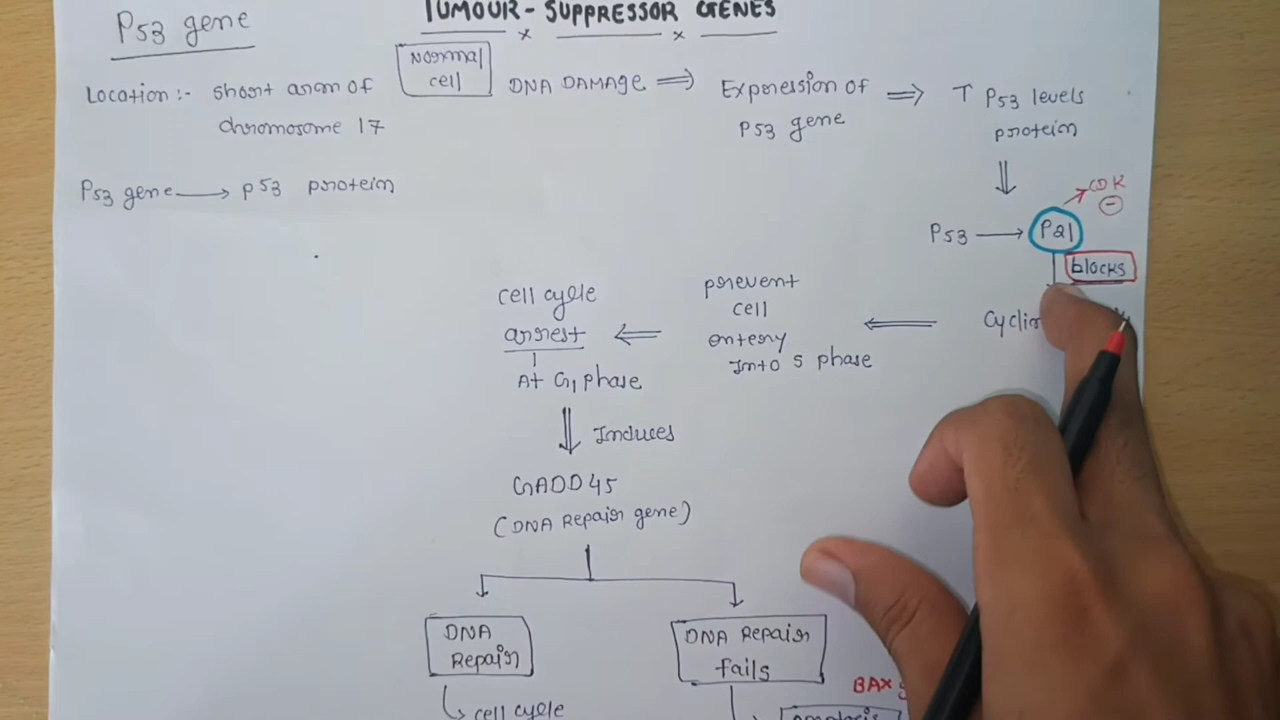 TUMOUR - SUPPRESSOR GENES
P53 gene
Location :- short arm of
chromosome 17
P53 gene → p53 protein
Normal
cell
DNA DAMAGE ⇒
Expression of
P53 gene
⇒ ↑ P53 levels
protein
CDK
P53 → P21
blocks
prevent
cell
entery
Into S phase
cell cycle
arrest
At G1 phase
Induces
GADD45
(DNA Repair gene)
DNA
Repair
cell cycle
DNA Repair
fails
BAX